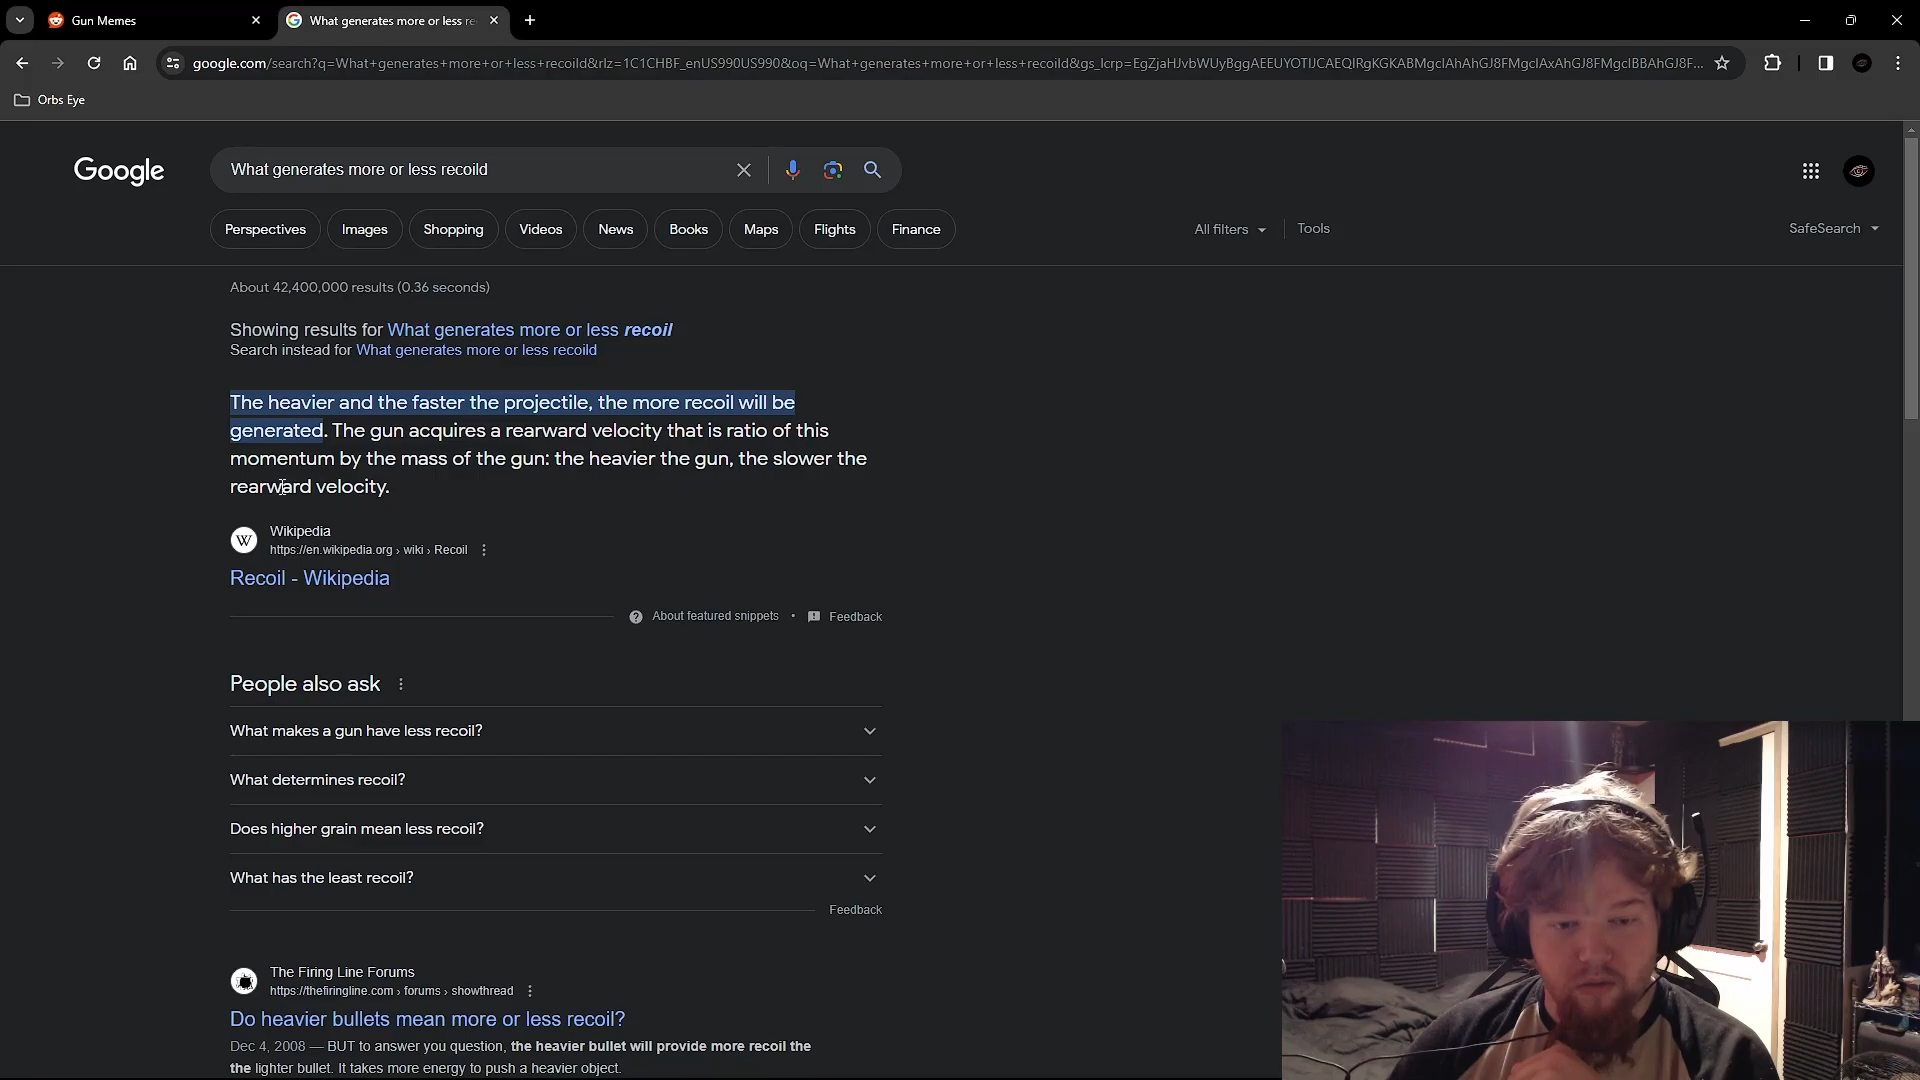 Gun Memes
What generates more or less re
google.com/search?q=What+generates+more+or+less+recoild&rlz=1C1CHBF_enUS990US990&oq=What+generates+more+or+less+recoild&gs_lcrp=
Orbs Eye
Google
What generates more or less recoild
Perspectives
Images
Shopping
Videos
News
Books
Maps
Flights
Finance
All filters
Tools
SafeSearch
About 42,400,000 results (0.36 seconds)
Showing results for What generates more or less recoil
Search instead for What generates more or less recoild
The heavier and the faster the projectile, the more recoil will be
generated. The gun acquires a rearward velocity that is ratio of this
momentum by the mass of the gun: the heavier the gun, the slower the
rearward velocity.
W
Wikipedia
https://en.wikipedia.org › wiki › Recoil
Recoil - Wikipedia
About featured snippets • Feedback
People also ask
What makes a gun have less recoil?
What determines recoil?
Does higher grain mean less recoil?
What has the least recoil?
Feedback
The Firing Line Forums
https://thefiringline.com › forums › showthread
Do heavier bullets mean more or less recoil?
Dec 4, 2008 — BUT to answer you question, the heavier bullet will provide more recoil the
the lighter bullet. It takes more energy to push a heavier object.